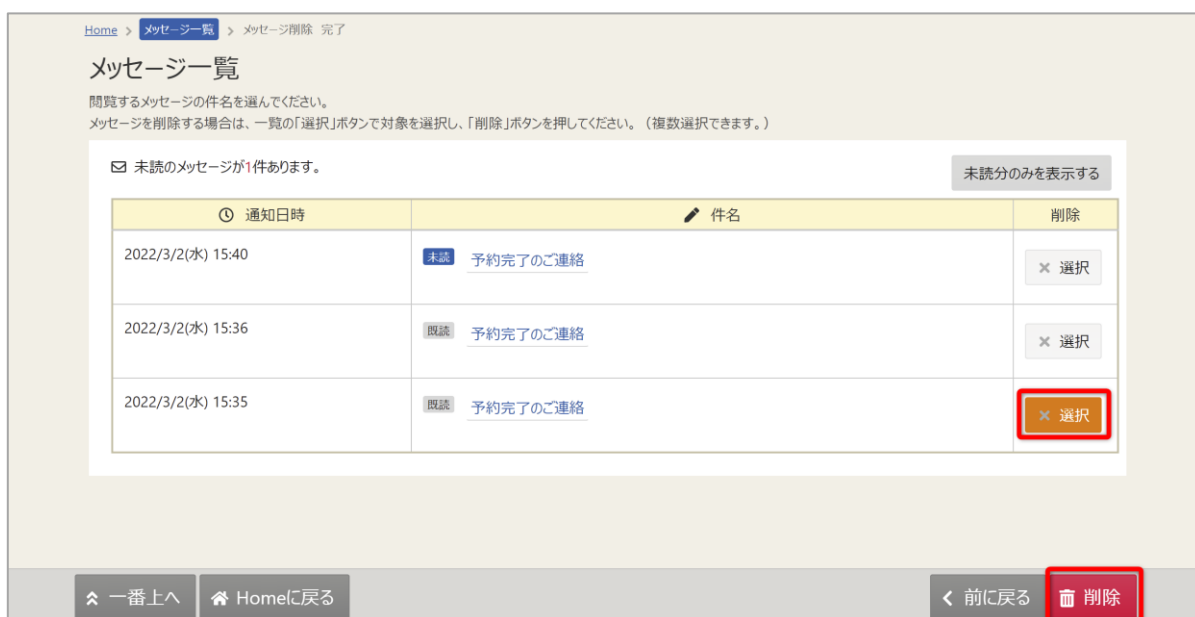 Home > メッセージ一覧 > メッセージ削除 完了
メッセージ一覧
閲覧するメッセージの件名を選んでください。
メッセージを削除する場合は、一覧の「選択」ボタンで対象を選択し、「削除」ボタンを押してください。（複数選択できます。）
未読のメッセージが1件あります。
未読分のみを表示する
通知日時 件名 削除
2022/3/2(水) 15:40 未読 予約完了のご連絡 × 選択
2022/3/2(水) 15:36 既読 予約完了のご連絡 × 選択
2022/3/2(水) 15:35 既読 予約完了のご連絡 × 選択
一番上へ Homeに戻る 前に戻る 削除